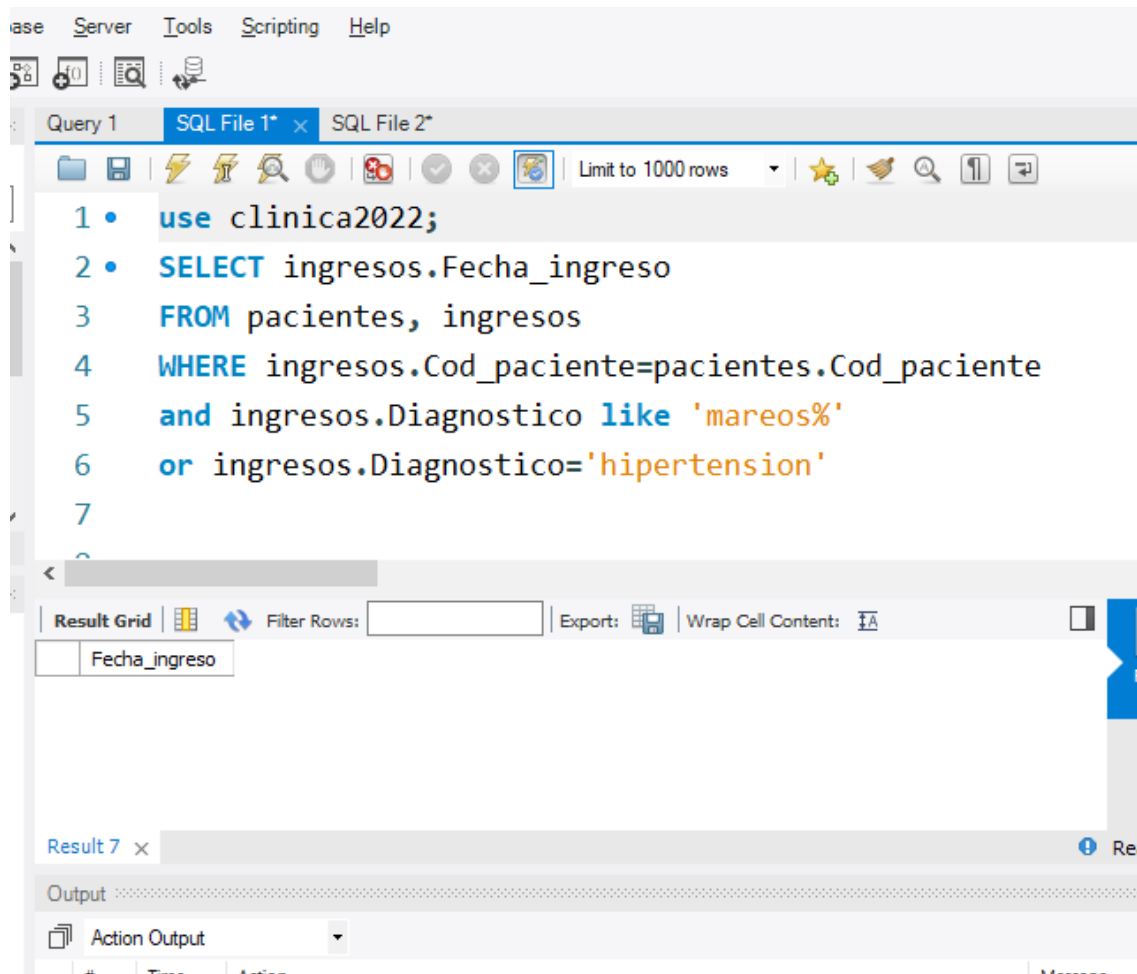 Server Tools Scripting Help
Query 1 SQL File 1* SQL File 2*
Limit to 1000 rows
1 use clinica2022;
2 SELECT ingresos.Fecha_ingreso
3 FROM pacientes, ingresos
4 WHERE ingresos.Cod_paciente=pacientes.Cod_paciente
5 and ingresos.Diagnostico like 'mareos%'
6 or ingresos.Diagnostico='hipertension'
7
Result Grid Filter Rows: Export: Wrap Cell Content:
Fecha_ingreso
Result 7
Output
Action Output